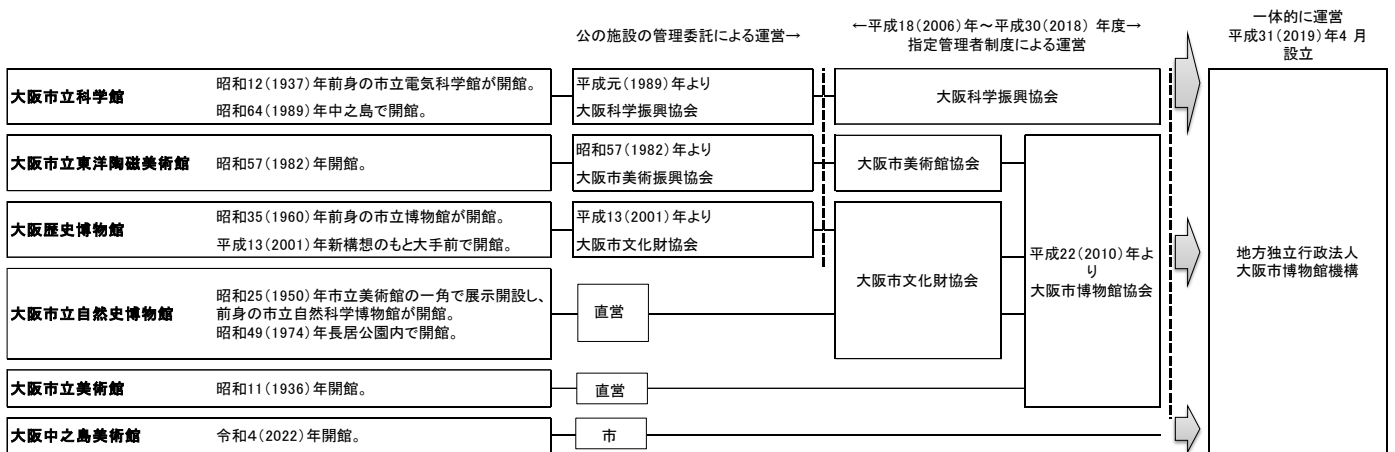 公の施設の管理委託による運営→
←平成18(2006)年～平成30(2018) 年度→
指定管理者制度による運営
一体的に運営
平成31(2019)年4 月
設立
大阪市立科学館
昭和12(1937)年前身の市立電気科学館が開館。
昭和64(1989)年中之島で開館。
平成元(1989)年より
大阪科学振興協会
大阪科学振興協会
大阪市立東洋陶磁美術館
昭和57(1982)年開館。
昭和57(1982)年より
大阪市美術振興協会
大阪市美術館協会
大阪歴史博物館
昭和35(1960)年前身の市立博物館が開館。
平成13(2001)年新構想のもと大手前で開館。
平成13(2001)年より
大阪市文化財協会
大阪市文化財協会
平成22(2010)年よ
り
大阪市博物館協会
地方独立行政法人
大阪市博物館機構
大阪市立自然史博物館
昭和25(1950)年市立美術館の一角で展示開設し、
前身の市立自然科学博物館が開館。
昭和49(1974)年長居公園内で開館。
直営
大阪市立美術館
昭和11(1936)年開館。
直営
大阪中之島美術館
令和4(2022)年開館。
市